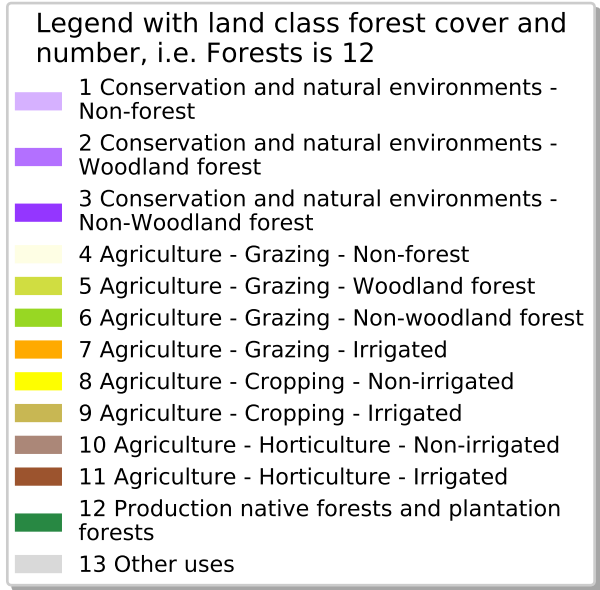 Legend with land class forest cover and
number, i.e. Forests is 12
1 Conservation and natural environments -
Non-forest
2 Conservation and natural environments -
Woodland forest
3 Conservation and natural environments -
Non-Woodland forest
4 Agriculture - Grazing - Non-forest
5 Agriculture - Grazing - Woodland forest
6 Agriculture - Grazing - Non-woodland forest
7 Agriculture - Grazing - Irrigated
8 Agriculture - Cropping - Non-irrigated
9 Agriculture - Cropping - Irrigated
10 Agriculture - Horticulture - Non-irrigated
11 Agriculture - Horticulture - Irrigated
12 Production native forests and plantation
forests
13 Other uses